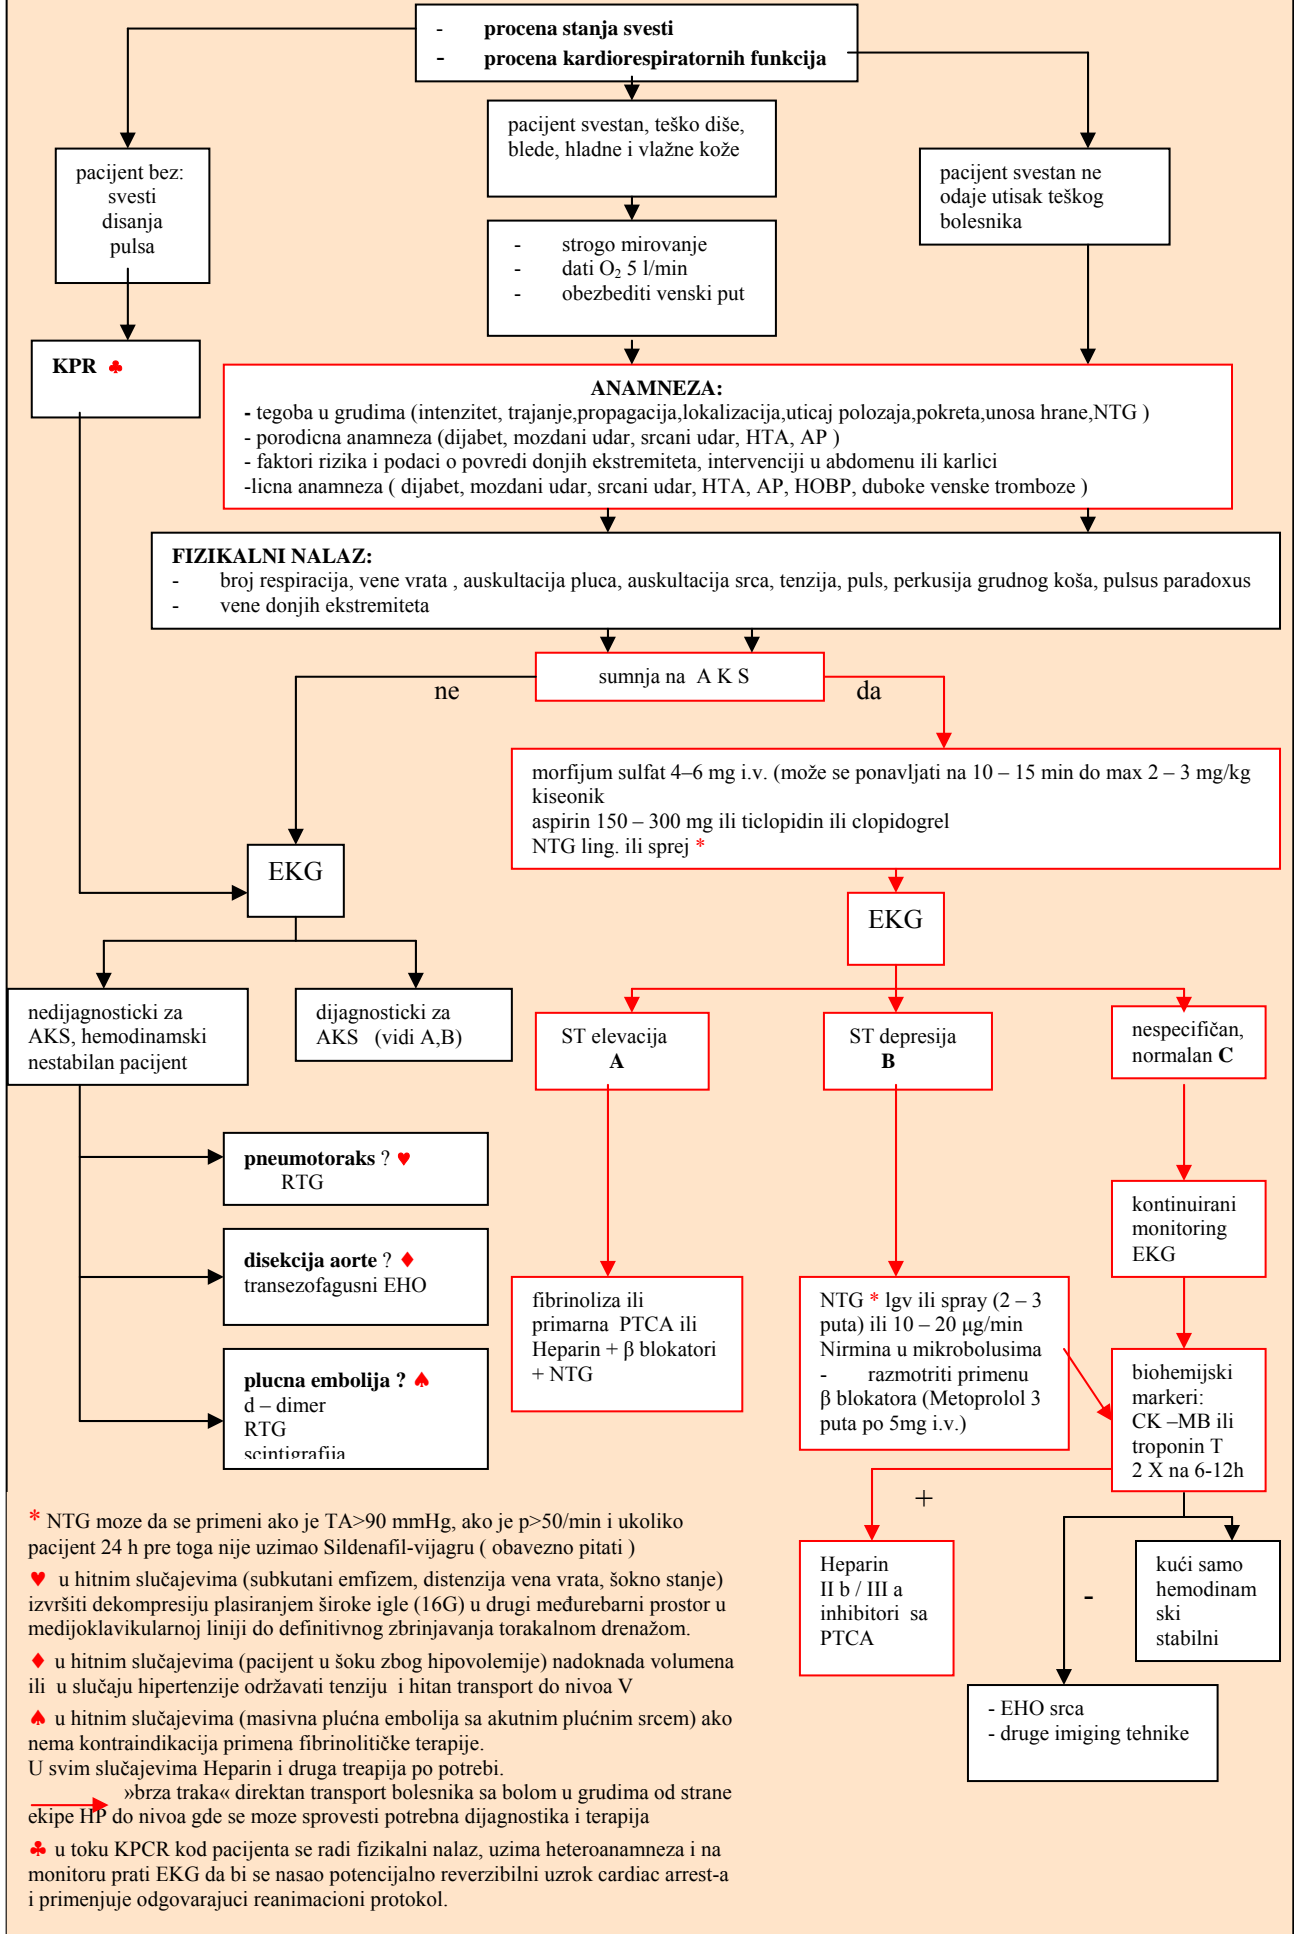 - procena stanja svesti
- procena kardiorespiratornih funkcija
pacijent svestan, teško diše,
blede, hladne i vlažne kože
pacijent bez:
svesti
disanja
pulsa
pacijent svestan ne
odaje utisak teškog
bolesnika
- strogo mirovanje
- dati O₂ 5 l/min
- obezbediti venski put
KPR ♣
ANAMNEZA:
- tegoba u grudima (intenzitet, trajanje,propagacija,lokalizacija,uticaj polozaja,pokreta,unosa hrane,NTG )
- porodicna anamneza (dijabet, mozdani udar, srcani udar, HTA, AP )
- faktori rizika i podaci o povredi donjih ekstremiteta, intervenciji u abdomenu ili karlici
-licna anamneza ( dijabet, mozdani udar, srcani udar, HTA, AP, HOBP, duboke venske tromboze )
FIZIKALNI NALAZ:
- broj respiracija, vene vrata , auskultacija pluca, auskultacija srca, tenzija, puls, perkusija grudnog koša, pulsus paradoxus
- vene donjih ekstremiteta
sumnja na A K S
ne
da
morfijum sulfat 4–6 mg i.v. (može se ponavljati na 10 – 15 min do max 2 – 3 mg/kg
kiseonik
aspirin 150 – 300 mg ili ticlopidin ili clopidogrel
NTG ling. ili sprej *
EKG
EKG
nedijagnosticki za
AKS, hemodinamski
nestabilan pacijent
dijagnosticki za
AKS (vidi A,B)
ST elevacija
A
ST depresija
B
nespecifičan,
normalan C
pneumotoraks ? ♥
RTG
disekcija aorte ? ♦
transezofagusni EHO
plucna embolija ? ♠
d – dimer
RTG
scintigrafija
fibrinoliza ili
primarna PTCA ili
Heparin + β blokatori
+ NTG
NTG * lgv ili spray (2 – 3
puta) ili 10 – 20 µg/min
Nirmina u mikrobolusima
- razmotriti primenu
β blokatora (Metoprolol 3
puta po 5mg i.v.)
kontinuirani
monitoring
EKG
biohemijski
markeri:
CK –MB ili
troponin T
2 X na 6-12h
+
-
Heparin
II b / III a
inhibitori sa
PTCA
kući samo
hemodinam
ski
stabilni
- EHO srca
- druge imiging tehnike
* NTG moze da se primeni ako je TA>90 mmHg, ako je p>50/min i ukoliko
pacijent 24 h pre toga nije uzimao Sildenafil-vijagru ( obavezno pitati )
♥ u hitnim slučajevima (subkutani emfizem, distenzija vena vrata, šokno stanje)
izvršiti dekompresiju plasiranjem široke igle (16G) u drugi međurebarni prostor u
medijoklavikularnoj liniji do definitivnog zbrinjavanja torakalnom drenažom.
♦ u hitnim slučajevima (pacijent u šoku zbog hipovolemije) nadoknada volumena
ili u slučaju hipertenzije održavati tenziju i hitan transport do nivoa V
♠ u hitnim slučajevima (masivna plućna embolija sa akutnim plućnim srcem) ako
nema kontraindikacija primena fibrinolitičke terapije.
U svim slučajevima Heparin i druga treapija po potrebi.
»brza traka« direktan transport bolesnika sa bolom u grudima od strane
ekipe HP do nivoa gde se moze sprovesti potrebna dijagnostika i terapija
♣ u toku KPCR kod pacijenta se radi fizikalni nalaz, uzima heteroanamneza i na
monitoru prati EKG da bi se nasao potencijalno reverzibilni uzrok cardiac arrest-a
i primenjuje odgovarajuci reanimacioni protokol.